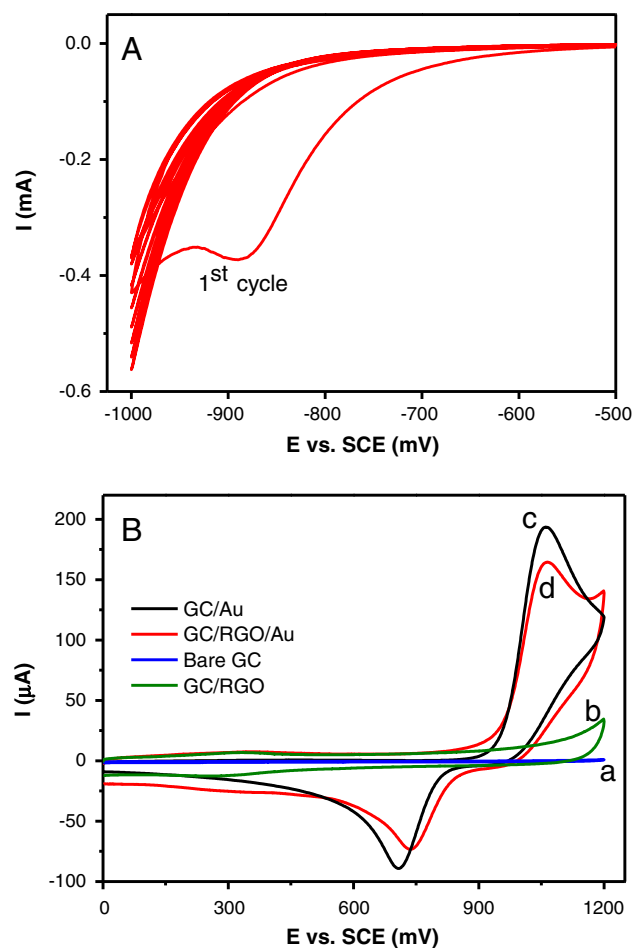 A
0.0
-0.2
-0.4
-0.6
I (mA)
1st cycle
-1000 -900 -800 -700 -600 -500
E vs. SCE (mV)
B
200
150
100
50
0
-50
-100
I (µA)
GC/Au
GC/RGO/Au
Bare GC
GC/RGO
c
d
b
a
0 300 600 900 1200
E vs. SCE (mV)